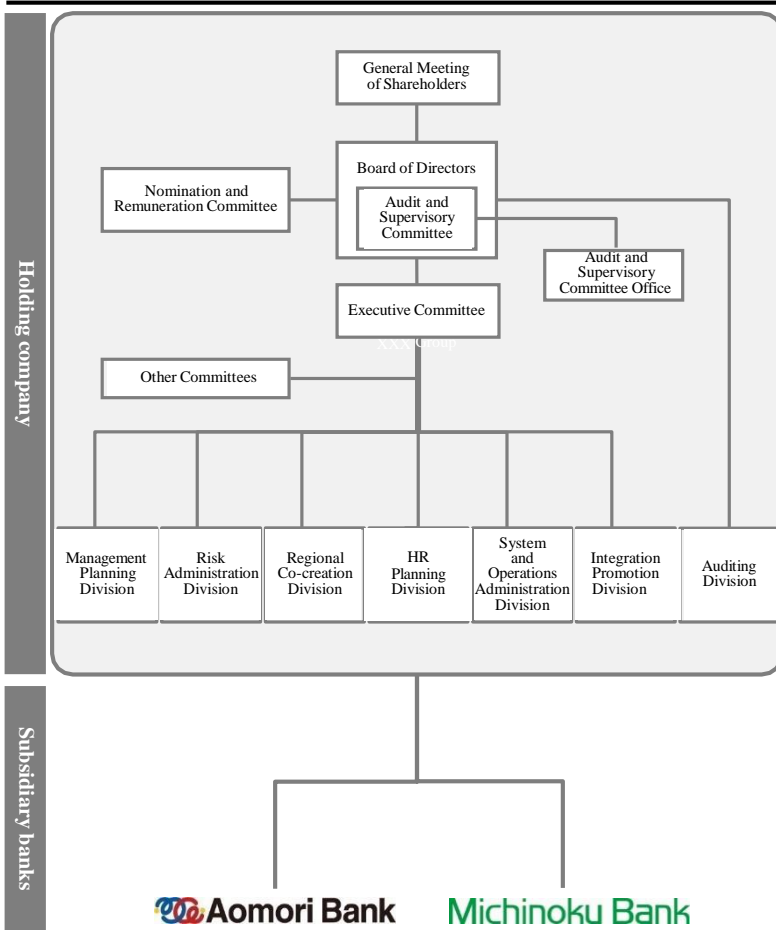 General Meeting
of Shareholders
Board of Directors
Nomination and
Remuneration Committee
Audit and
Supervisory
Committee
Audit and
Supervisory
Committee Office
Executive Committee
XXX Group
Other Committees
Management
Planning
Division
Risk
Administration
Division
Regional
Co-creation
Division
HR
Planning
Division
System
and
Operations
Administration
Division
Integration
Promotion
Division
Auditing
Division
Holding company
Subsidiary banks
Aomori Bank
Michinoku Bank